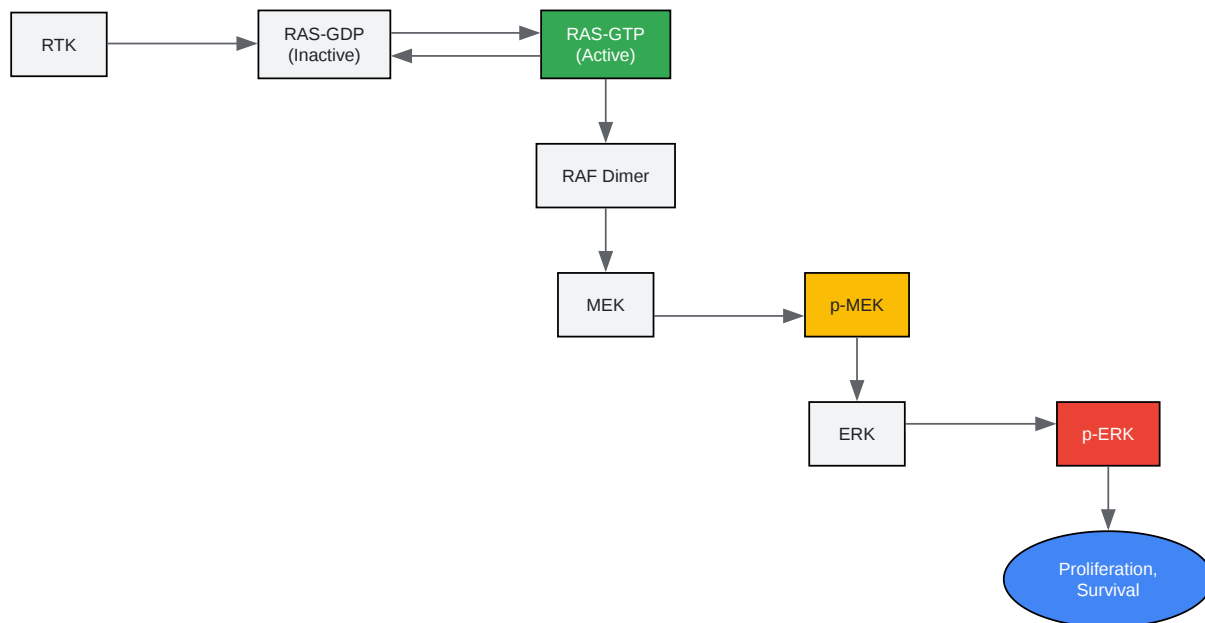 RTK
RAS-GDP
(Inactive)
RAS-GTP
(Active)
RAF Dimer
MEK
p-MEK
ERK
p-ERK
Proliferation,
Survival